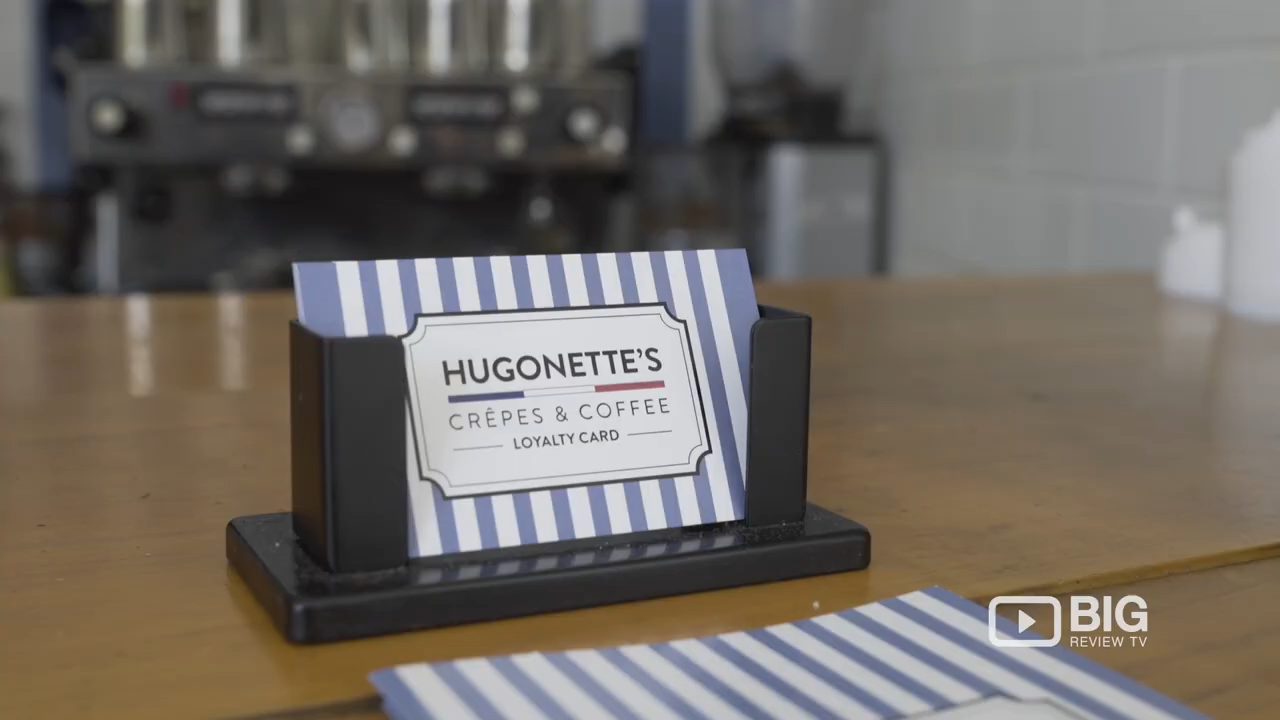 HUGONETTE'S
CRÊPES & COFFEE
LOYALTY CARD
BIG
REVIEW TV